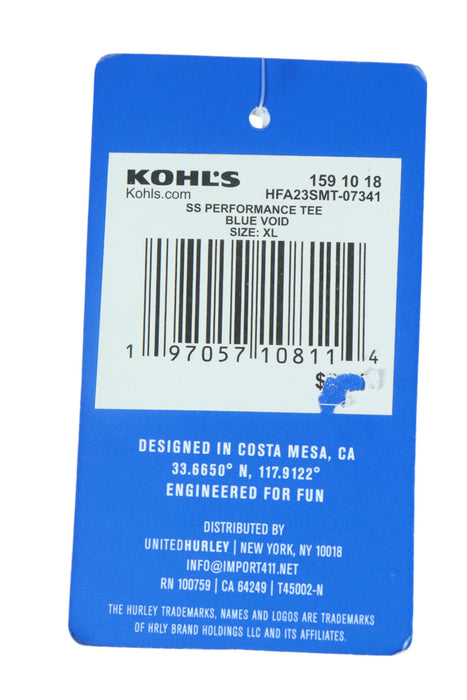 KOHL'S 159 10 18
Kohls.com HFA23SMT-07341
SS PERFORMANCE TEE
BLUE VOID
SIZE: XL
1 97057 10811 4
$
DESIGNED IN COSTA MESA, CA
33.6650° N, 117.9122°
ENGINEERED FOR FUN
DISTRIBUTED BY
UNITEDHURLEY | NEW YORK, NY 10018
INFO@IMPORT411.NET
RN 100759 | CA 64249 | T45002-N
THE HURLEY TRADEMARKS, NAMES AND LOGOS ARE TRADEMARKS
OF HRLY BRAND HOLDINGS LLC AND ITS AFFILIATES.